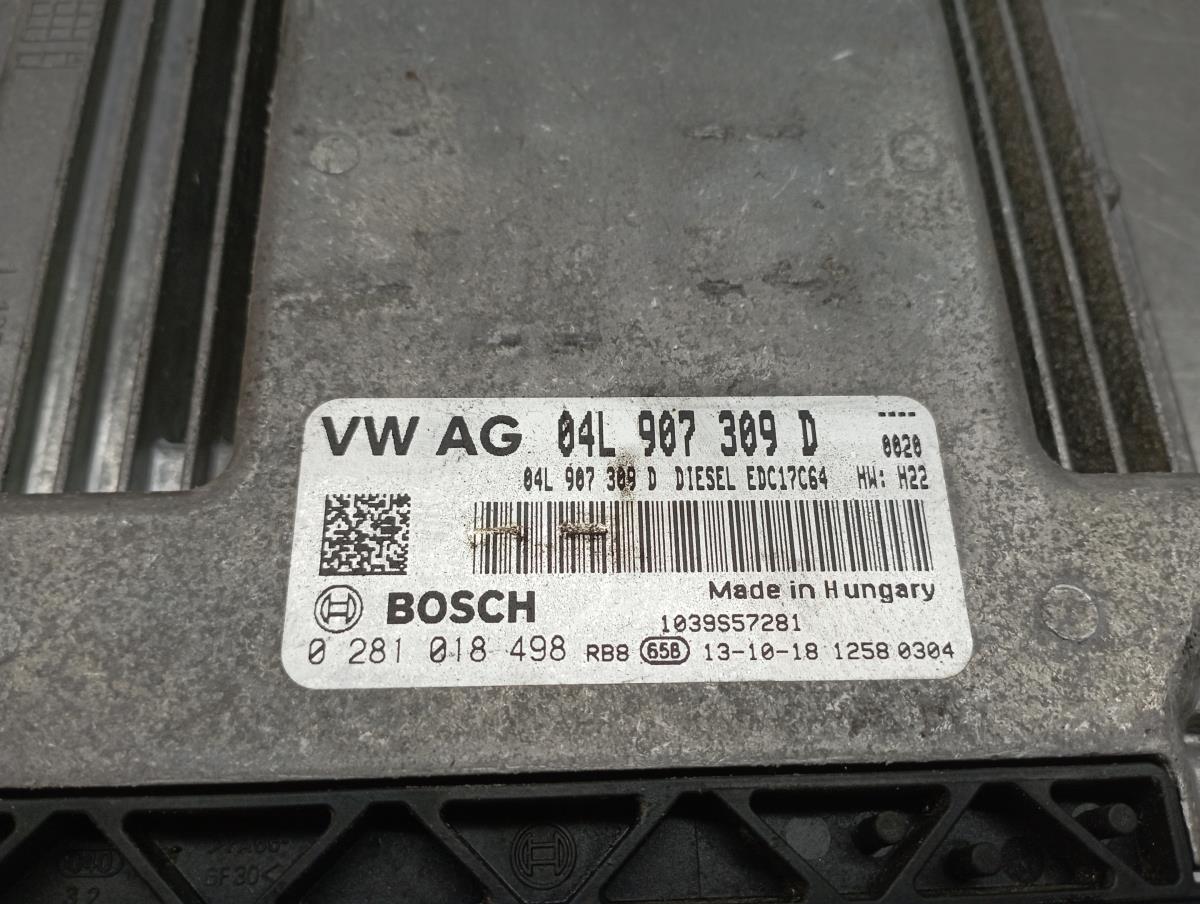 VW AG 04L 907 309 D ----
0020
04L 907 309 D DIESEL EDC17C64 HW: H22
Made in Hungary
BOSCH
1039S57281
0 281 018 498 RB8 65B 13-10-18 1258 0304
GF30<